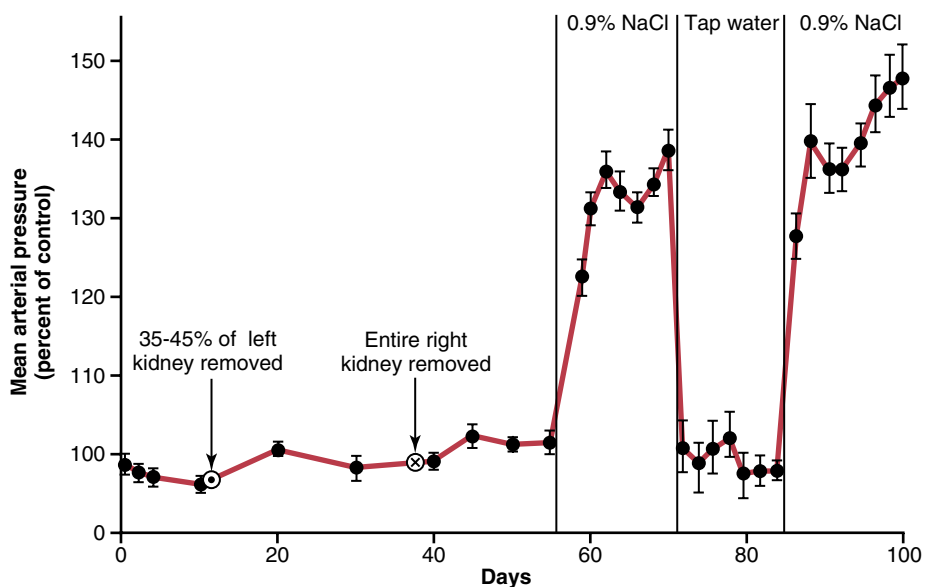 0.9% NaCl
Tap water
0.9% NaCl
150
140
130
120
110
100
0
Mean arterial pressure
(percent of control)
35-45% of left
kidney removed
Entire right
kidney removed
0
20
40
60
80
100
Days